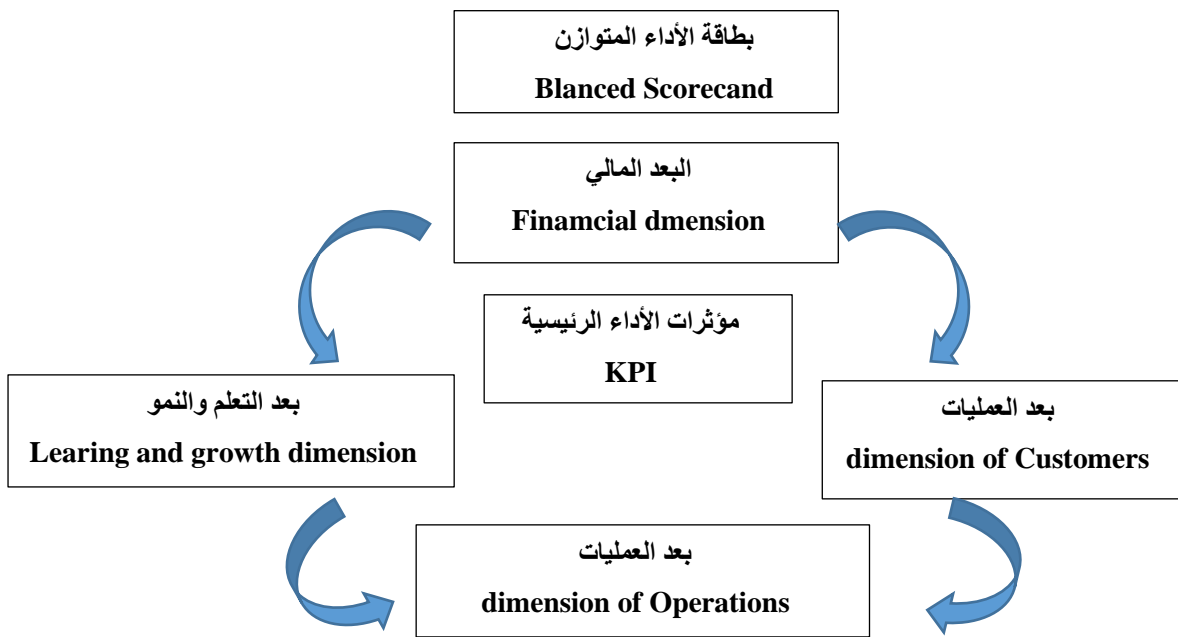 بطاقة الأداء المتوازن
Blanced Scorecand
البعد المالي
Finamcial dmension
مؤثرات الأداء الرئيسية
KPI
بعد التعلم والنمو
Learing and growth dimension
بعد العمليات
dimension of Customers
بعد العمليات
dimension of Operations